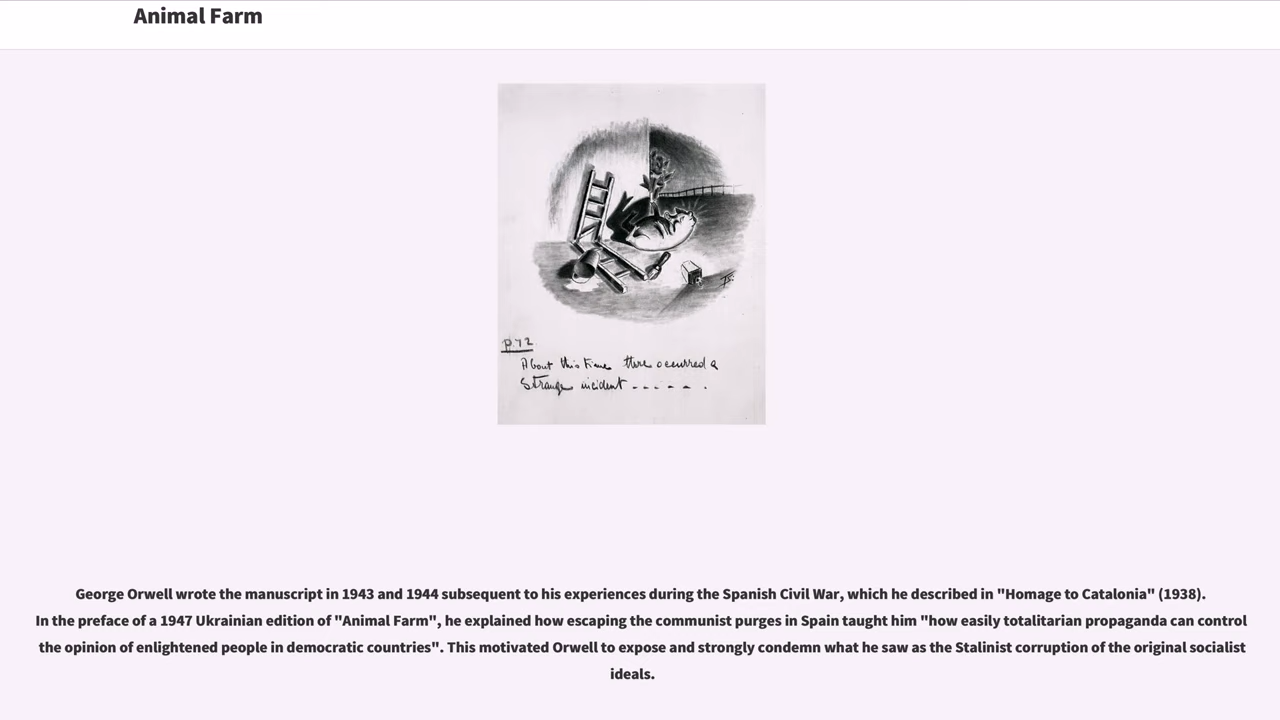 Animal Farm
p.72
About this time there occurred a
Strange incident - - - - - .
George Orwell wrote the manuscript in 1943 and 1944 subsequent to his experiences during the Spanish Civil War, which he described in "Homage to Catalonia" (1938).
In the preface of a 1947 Ukrainian edition of "Animal Farm", he explained how escaping the communist purges in Spain taught him "how easily totalitarian propaganda can control
the opinion of enlightened people in democratic countries". This motivated Orwell to expose and strongly condemn what he saw as the Stalinist corruption of the original socialist
ideals.